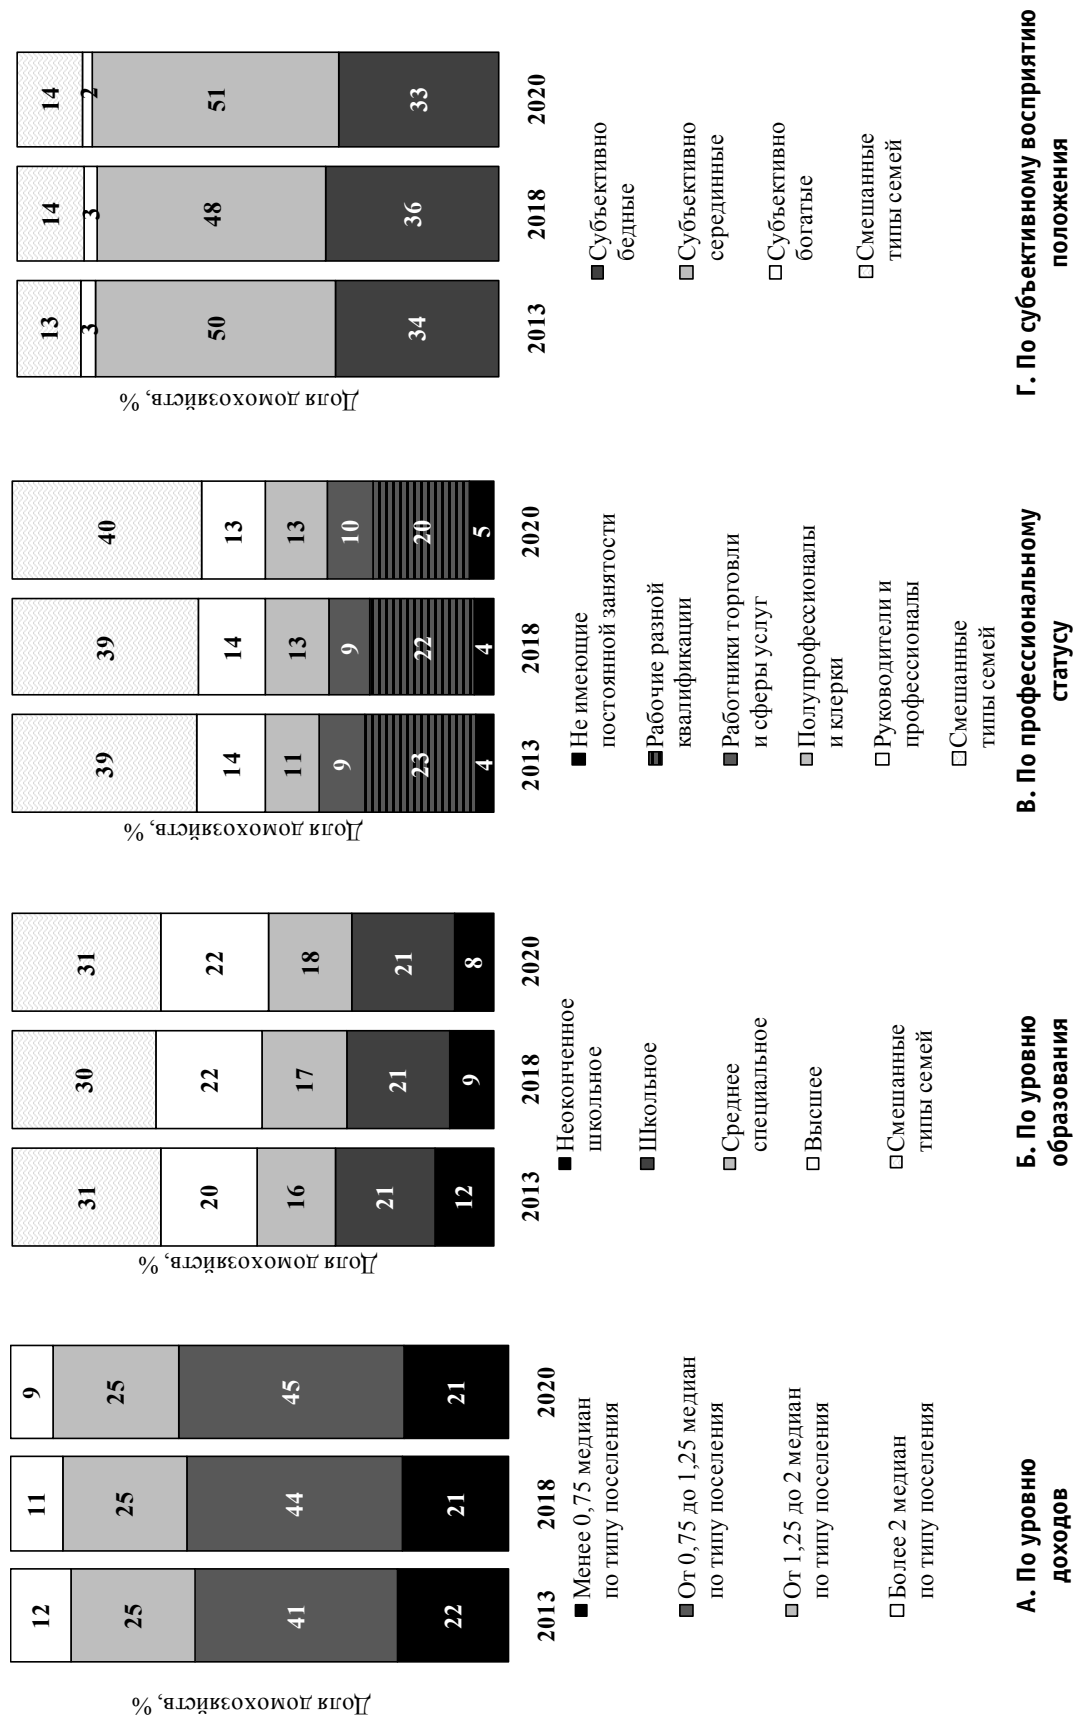 Доля домохозяйств, %
12
25
41
22
11
25
44
21
9
25
45
21
2013 2018 2020
Менее 0,75 медиан
по типу поселения
От 0,75 до 1,25 медиан
по типу поселения
От 1,25 до 2 медиан
по типу поселения
Более 2 медиан
по типу поселения
А. По уровню
доходов
Доля домохозяйств, %
31
20
16
21
12
30
22
17
21
9
31
22
18
21
8
2013 2018 2020
Неоконченное
школьное
Школьное
Среднее
специальное
Высшее
Смешанные
типы семей
Б. По уровню
образования
Доля домохозяйств, %
39
14
11
9
23
4
39
14
13
9
22
4
40
13
13
10
20
5
2013 2018 2020
Не имеющие
постоянной занятости
Рабочие разной
квалификации
Работники торговли
и сферы услуг
Полупрофессионалы
и клерки
Руководители и
профессионалы
Смешанные
типы семей
В. По профессиональному
статусу
Доля домохозяйств, %
13
3
50
34
14
3
48
36
14
2
51
33
2013 2018 2020
Субъективно
бедные
Субъективно
серединные
Субъективно
богатые
Смешанные
типы семей
Г. По субъективному восприятию
положения